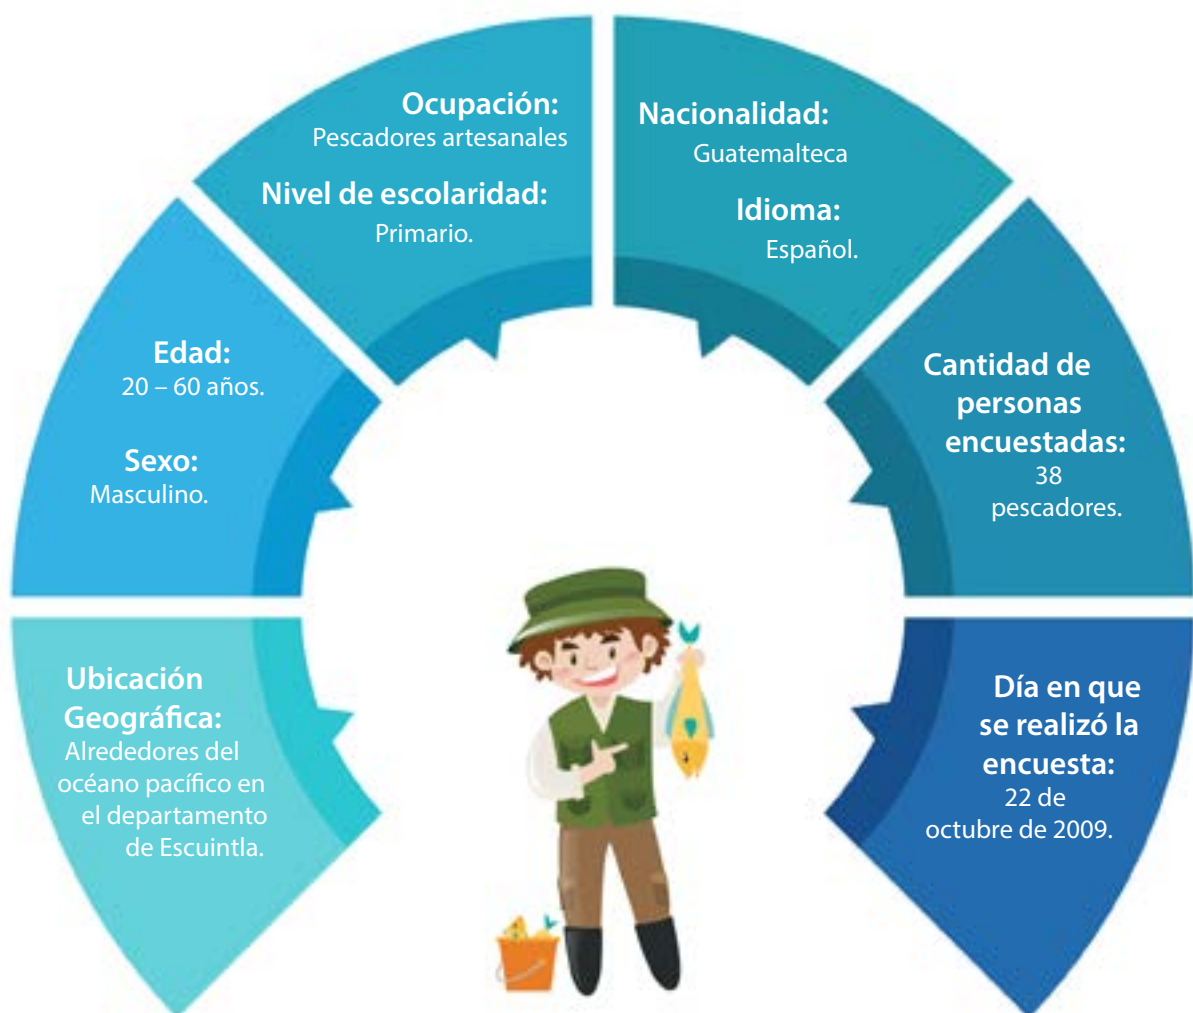 Ocupación:
Pescadores artesanales
Nivel de escolaridad:
Primario.
Nacionalidad:
Guatemalteca
Idioma:
Español.
Edad:
20 – 60 años.
Sexo:
Masculino.
Cantidad de
personas
encuestadas:
38
pescadores.
Ubicación
Geográfica:
Alrededores del
océano pacífico en
el departamento
de Escuintla.
Día en que
se realizó la
encuesta:
22 de
octubre de 2009.